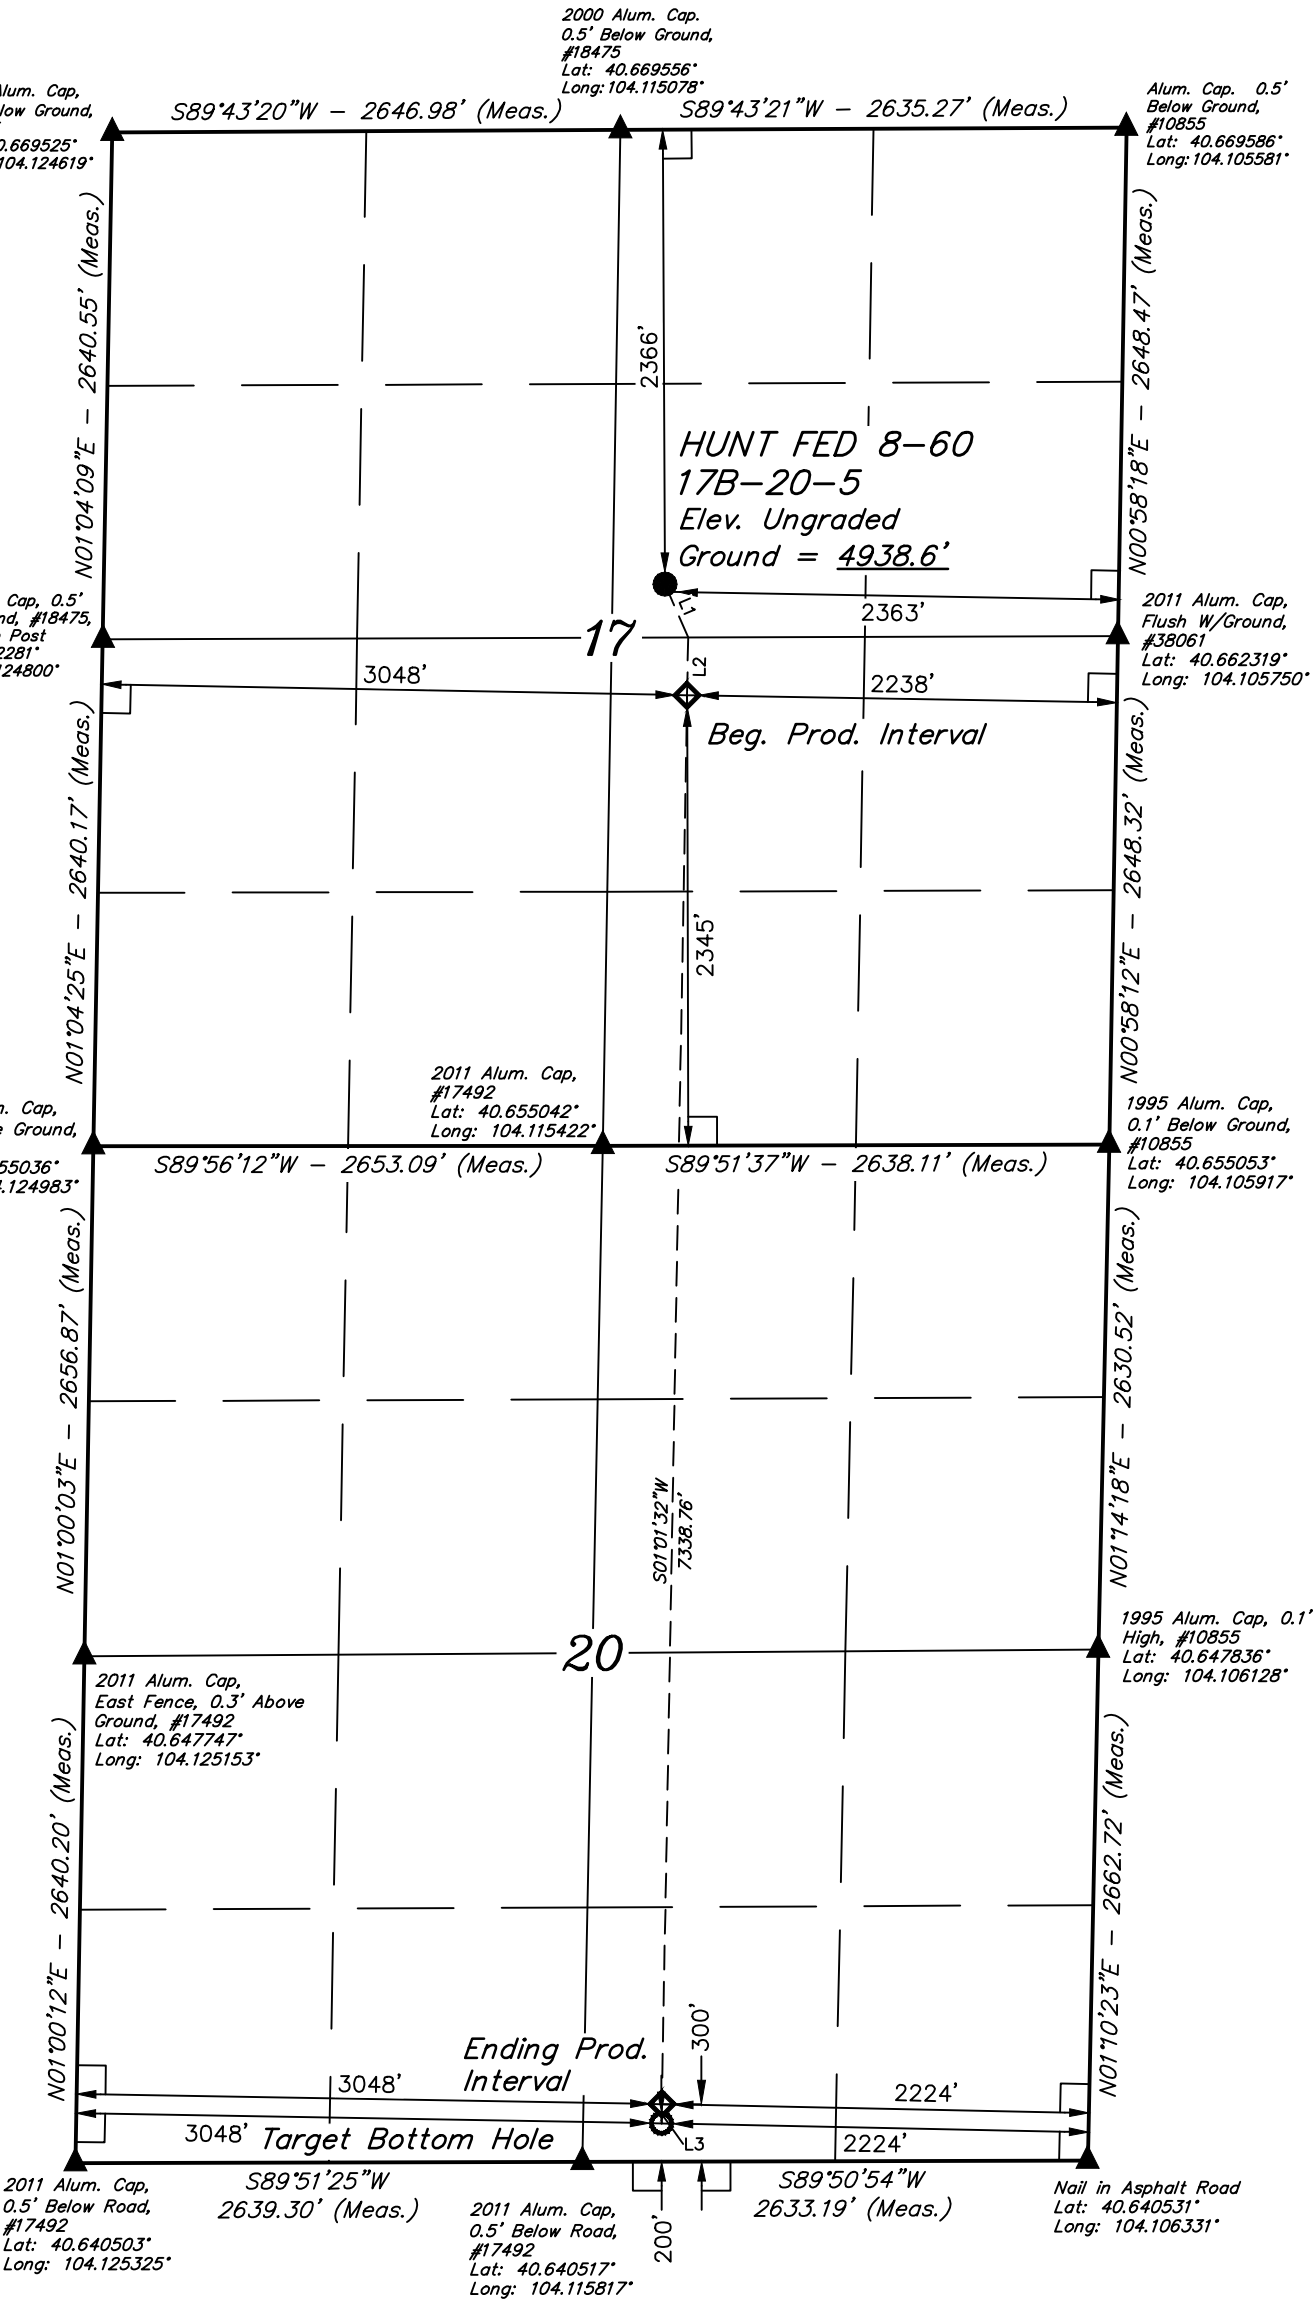 2000 Alum. Cap.
0.5' Below Ground,
#18475
Lat: 40.669556°
Long: 104.115078°
Alum. Cap,
Ground,
104.124619°
S89°43'20"W – 2646.98' (Meas.)
S89°43'21"W – 2635.27' (Meas.)
Alum. Cap. 0.5'
Below Ground,
#10855
Lat: 40.669586°
Long: 104.105581°
N01°04'09"E – 2640.55' (Meas.)
2366'
N00°58'18"E – 2648.47' (Meas.)
HUNT FED 8–60
17B–20–5
Elev. Ungraded
Ground = 4938.6'
L1
2363'
Cap, 0.5'
#18475,
Post
2011 Alum. Cap,
Flush W/Ground,
#38061
Lat: 40.662319°
Long: 104.105750°
17
L2
3048'
2238'
Beg. Prod. Interval
N01°04'25"E – 2640.17' (Meas.)
2345'
N00°58'12"E – 2648.32' (Meas.)
2011 Alum. Cap,
#17492
Lat: 40.655042°
Long: 104.115422°
Cap,
Ground,
1995 Alum. Cap,
0.1' Below Ground,
#10855
Lat: 40.655053°
Long: 104.105917°
S89°56'12"W – 2653.09' (Meas.)
S89°51'37"W – 2638.11' (Meas.)
N01°00'03"E – 2656.87' (Meas.)
S01°01'32"W
7338.76'
N01°14'18"E – 2630.52' (Meas.)
20
1995 Alum. Cap, 0.1'
High, #10855
Lat: 40.647836°
Long: 104.106128°
2011 Alum. Cap,
East Fence, 0.3' Above
Ground, #17492
Lat: 40.647747°
Long: 104.125153°
N01°00'12"E – 2640.20' (Meas.)
N01°10'23"E – 2662.72' (Meas.)
Ending Prod.
Interval
300'
3048'
2224'
3048'
Target Bottom Hole
L3
2224'
2011 Alum. Cap,
0.5' Below Road,
#17492
Lat: 40.640503°
Long: 104.125325°
S89°51'25"W
2639.30' (Meas.)
2011 Alum. Cap,
0.5' Below Road,
#17492
Lat: 40.640517°
Long: 104.115817°
200'
S89°50'54"W
2633.19' (Meas.)
Nail in Asphalt Road
Lat: 40.640531°
Long: 104.106331°